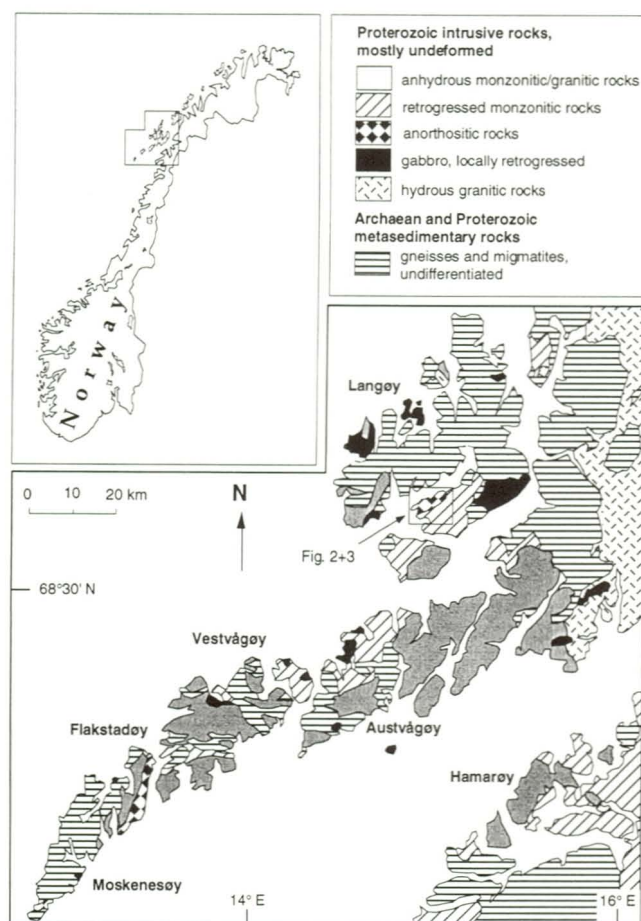 Norway
Proterozoic intrusive rocks,
mostly undeformed
anhydrous monzonitic/granitic rocks
retrogressed monzonitic rocks
anorthositic rocks
gabbro, locally retrogressed
hydrous granitic rocks
Archaean and Proterozoic
metasedimentary rocks
gneisses and migmatites,
undifferentiated
Langøy
0 10 20 km
N
Fig. 2+3
68°30' N
Vestvågøy
Flakstadøy
Austvågøy
Hamarøy
Moskenesøy
14° E
16° E